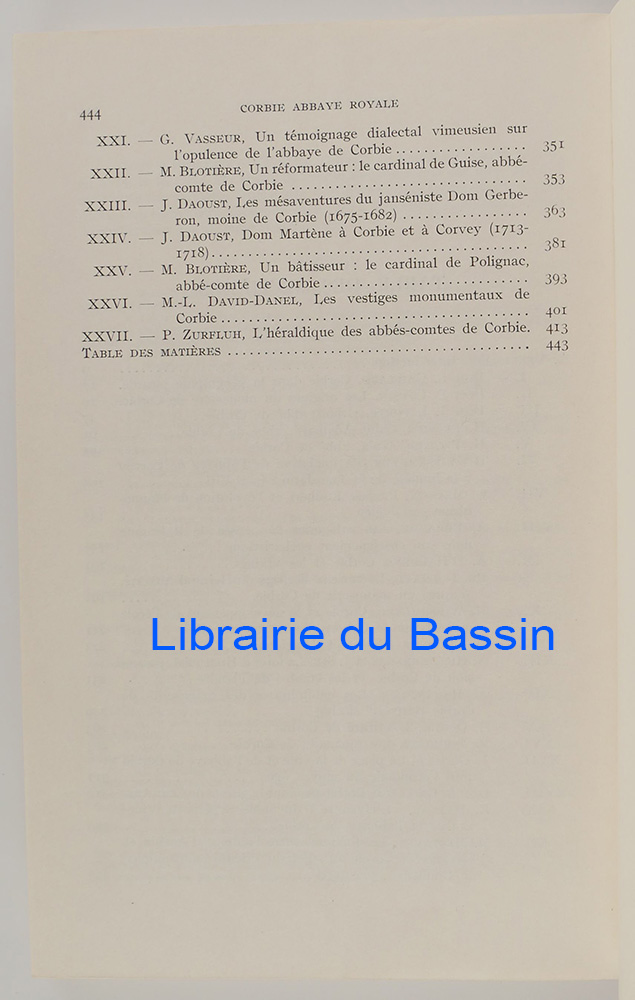 444
CORBIE ABBAYE ROYALE
XXI. — G. VASSEUR, Un témoignage dialectal vimeusien sur
l'opulence de l'abbaye de Corbie ................. 351
XXII. — M. BLOTIÈRE, Un réformateur : le cardinal de Guise, abbé-
comte de Corbie ............................... 353
XXIII. — J. DAOUST, Les mésaventures du janséniste Dom Gerbe-
ron, moine de Corbie (1675-1682) ................. 363
XXIV. — J. DAOUST, Dom Martène à Corbie et à Corvey (1713-
1718)........................................... 381
XXV. — M. BLOTIÈRE, Un bâtisseur : le cardinal de Polignac,
abbé-comte de Corbie ........................... 393
XXVI. — M.-L. DAVID-DANEL, Les vestiges monumentaux de
Corbie ......................................... 401
XXVII. — P. ZURFLUH, L'héraldique des abbés-comtes de Corbie. 413
TABLE DES MATIÈRES ........................................ 443
Librairie du Bassin